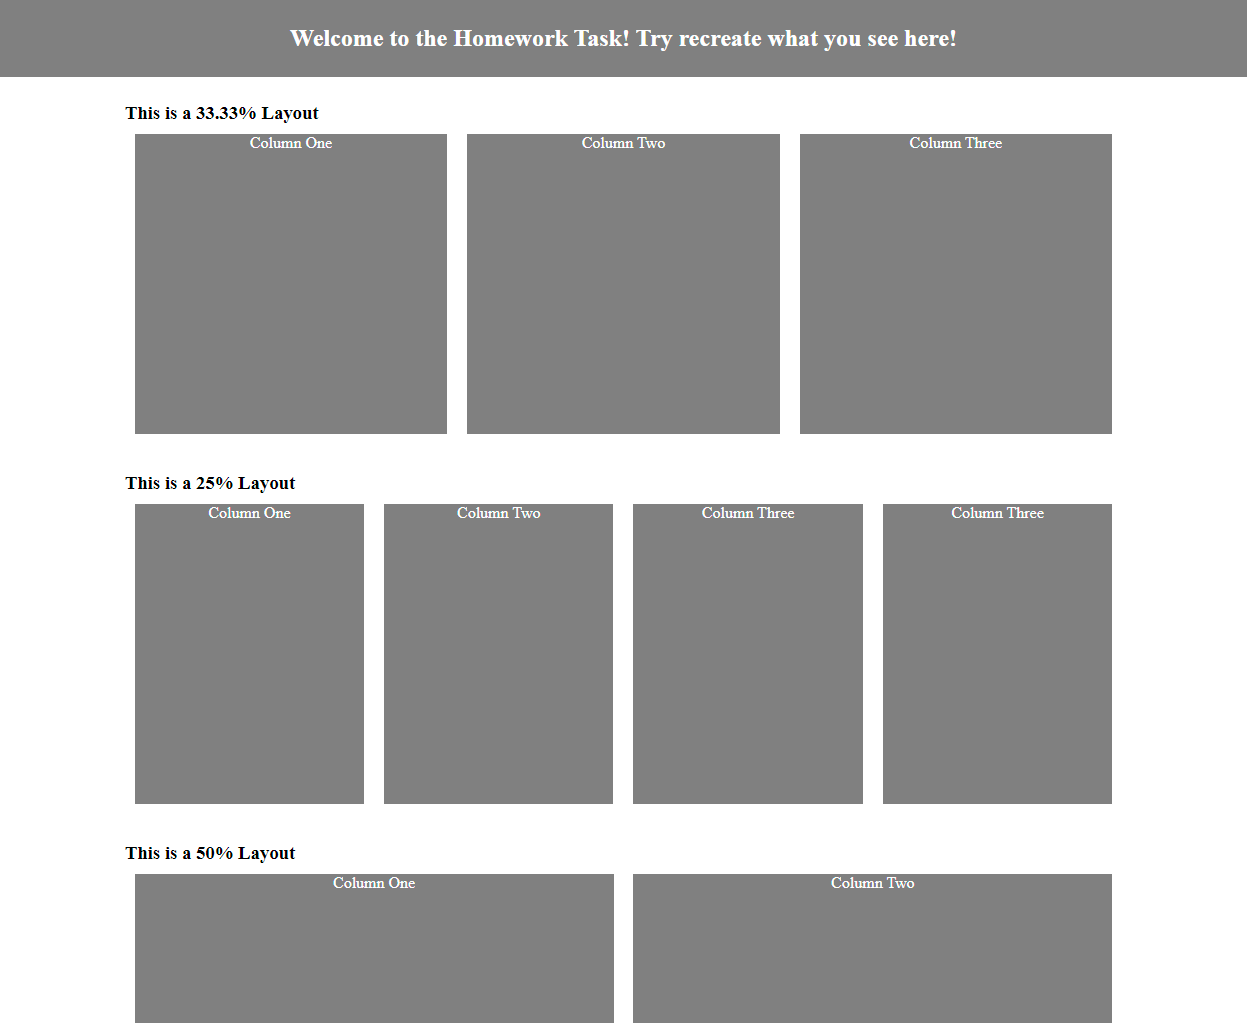 Welcome to the Homework Task! Try recreate what you see here!
This is a 33.33% Layout
Column One Column Two Column Three
This is a 25% Layout
Column One Column Two Column Three Column Three
This is a 50% Layout
Column One Column Two